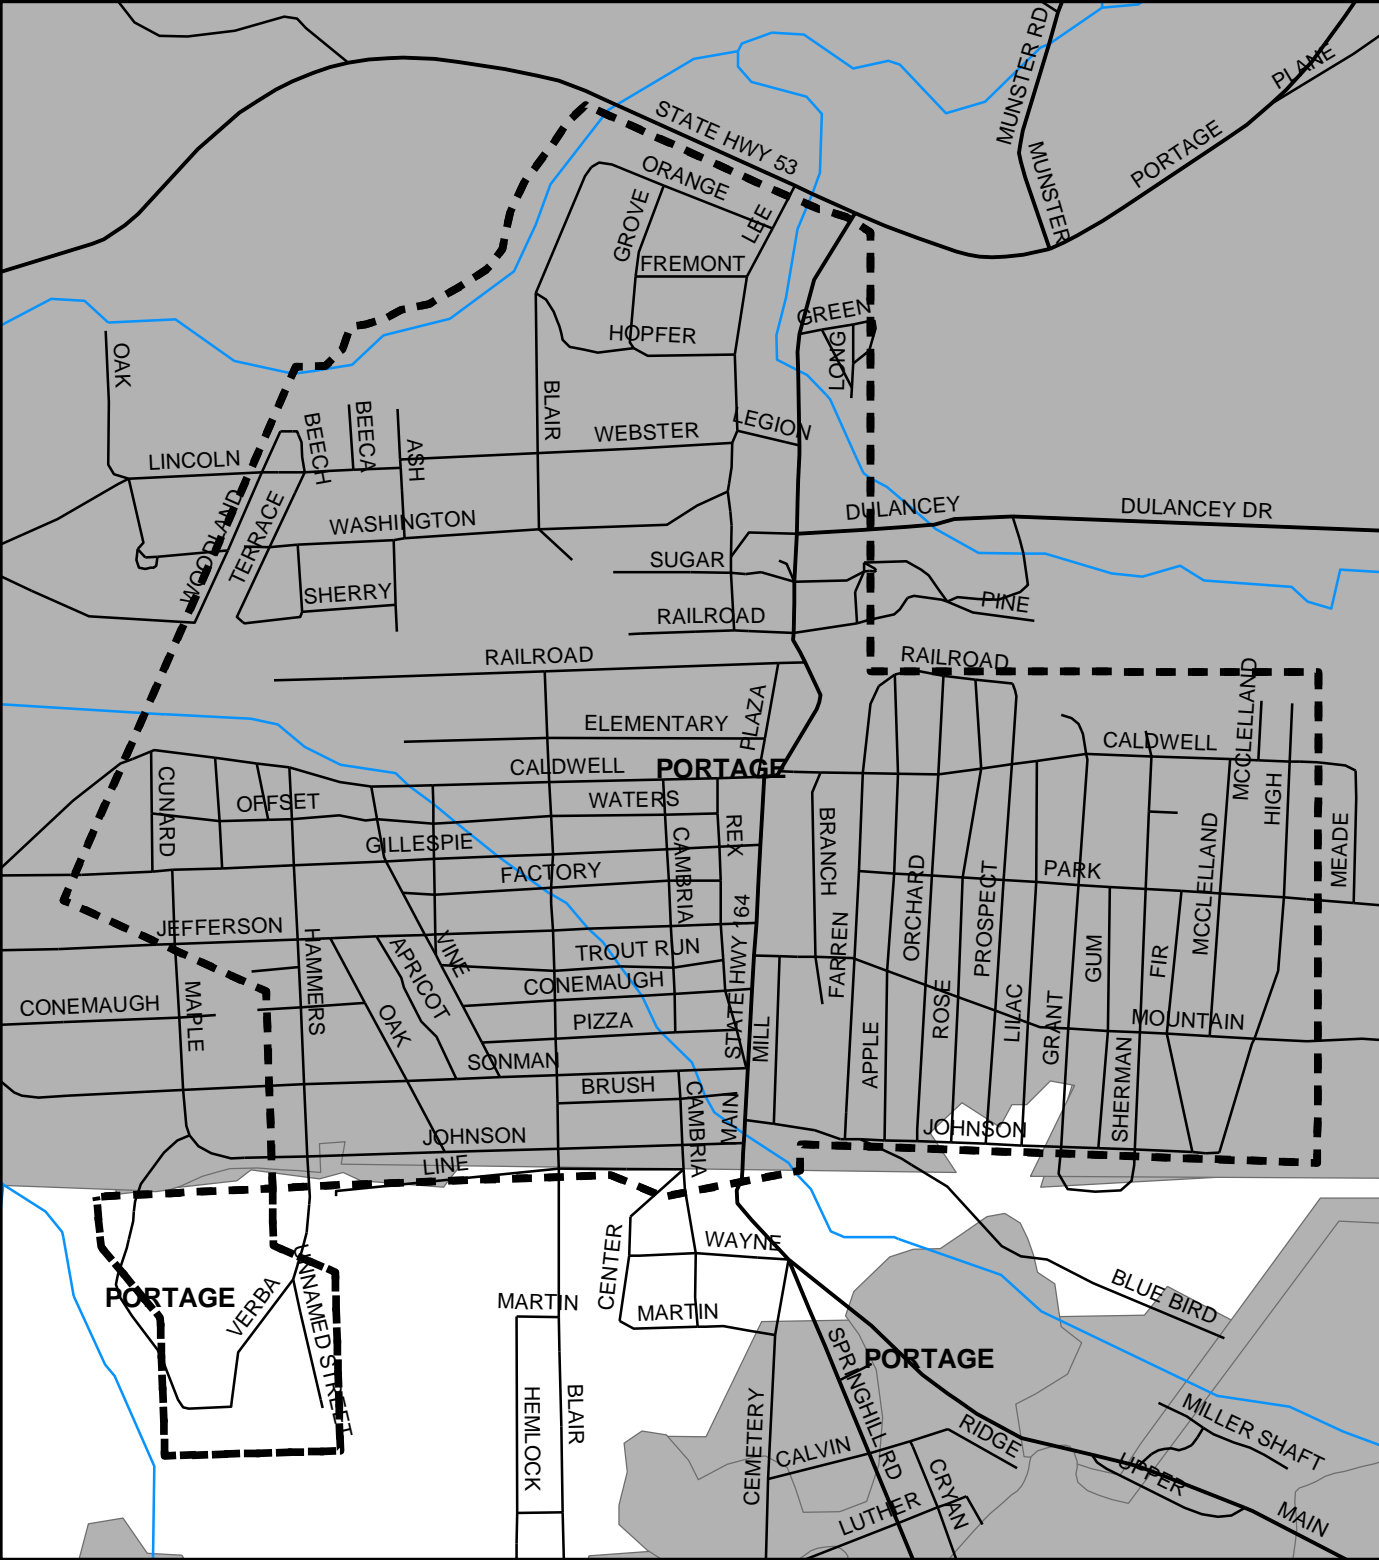 MUNSTER RD
PLANE
STATE HWY 53
PORTAGE
MUNSTER
ORANGE
GROVE
LEE
FREMONT
GREEN
HOPFER
LONG
OAK
BLAIR
BEECH
BEECA
ASH
LEGION
WEBSTER
LINCOLN
WOODLAND
TERRACE
WASHINGTON
DULANCEY
DULANCEY DR
SUGAR
SHERRY
PINE
RAILROAD
RAILROAD
RAILROAD
MCCLELLAND
PLAZA
ELEMENTARY
CALDWELL
CALDWELL
PORTAGE
CUNARD
OFFSET
WATERS
HIGH
REX
BRANCH
GILLESPIE
CAMBRIA
MCCLELLAND
MEADE
FACTORY
ORCHARD
PARK
PROSPECT
JEFFERSON
STATE HWY 164
FARREN
HAMMERS
VINE
APRICOT
TROUT RUN
GUM
FIR
CONEMAUGH
CONEMAUGH
MAPLE
OAK
PIZZA
MILL
ROSE
LILAC
GRANT
MOUNTAIN
SONMAN
APPLE
BRUSH
CAMBRIA
MAIN
SHERMAN
JOHNSON
JOHNSON
LINE
WAYNE
CENTER
UNNAMED STREET
VERBA
PORTAGE
BLUE BIRD
MARTIN
MARTIN
SPRINGHILL RD
PORTAGE
HEMLOCK
BLAIR
CEMETERY
CALVIN
RIDGE
MILLER SHAFT
CRYAN
UPPER
LUTHER
MAIN